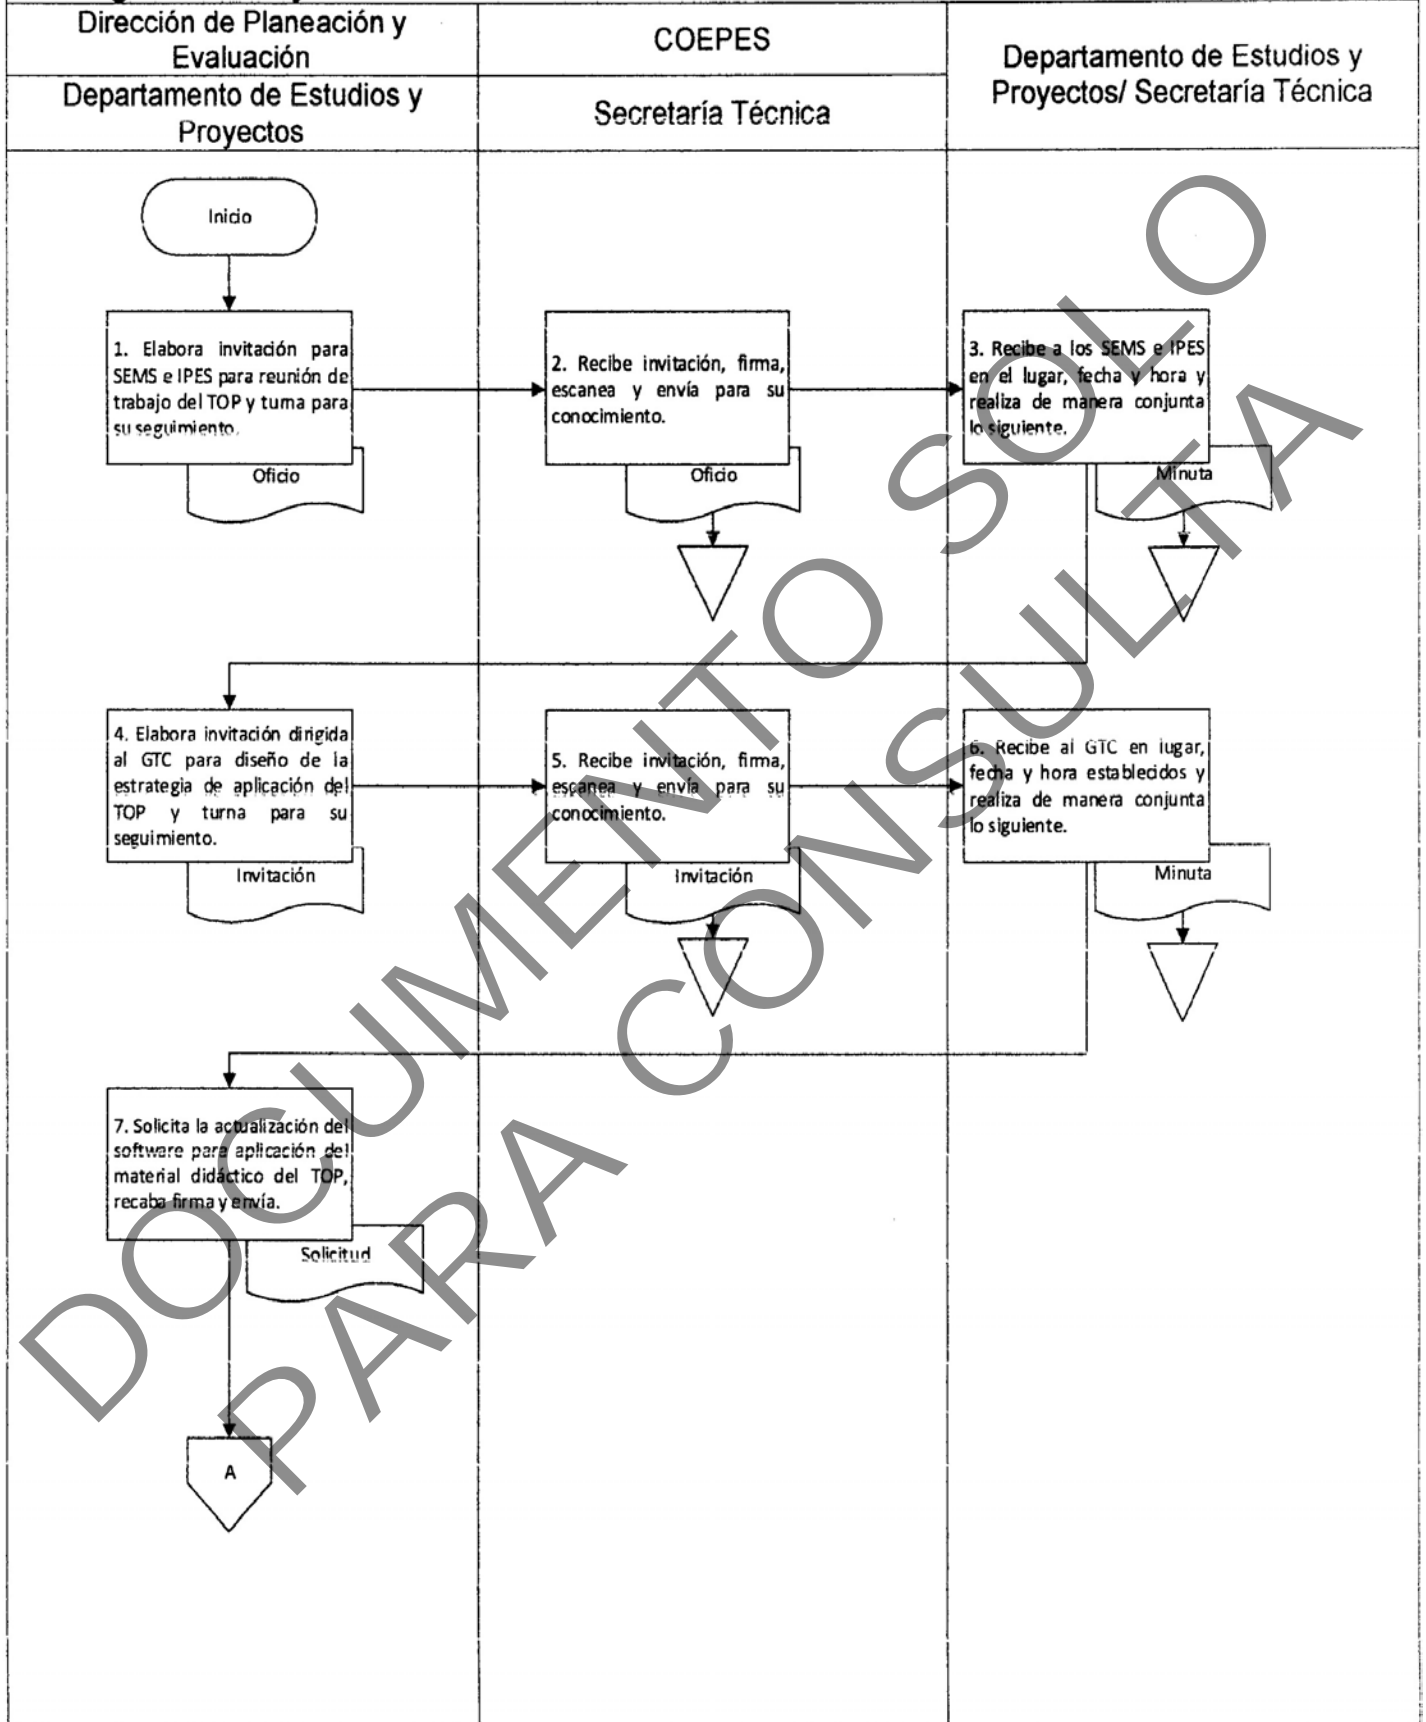 Dirección de Planeación y
Evaluación
Departamento de Estudios y
Proyectos
COEPES
Secretaría Técnica
Departamento de Estudios y
Proyectos/ Secretaría Técnica
Inicio
1. Elabora invitación para
SEMS e IPES para reunión de
trabajo del TOP y turna para
su seguimiento.
Oficio
2. Recibe invitación, firma,
escanea y envía para su
conocimiento.
Oficio
3. Recibe a los SEMS e IPES
en el lugar, fecha y hora y
realiza de manera conjunta
lo siguiente.
Minuta
4. Elabora invitación dirigida
al GTC para diseño de la
estrategia de aplicación del
TOP y turna para su
seguimiento.
Invitación
5. Recibe invitación, firma,
escanea y envía para su
conocimiento.
Invitación
6. Recibe al GTC en lugar,
fecha y hora establecidos y
realiza de manera conjunta
lo siguiente.
Minuta
7. Solicita la actualización del
software para aplicación del
material didáctico del TOP,
recaba firma y envía.
Solicitud
A
DOCUMENTO SOLO
PARA CONSULTA